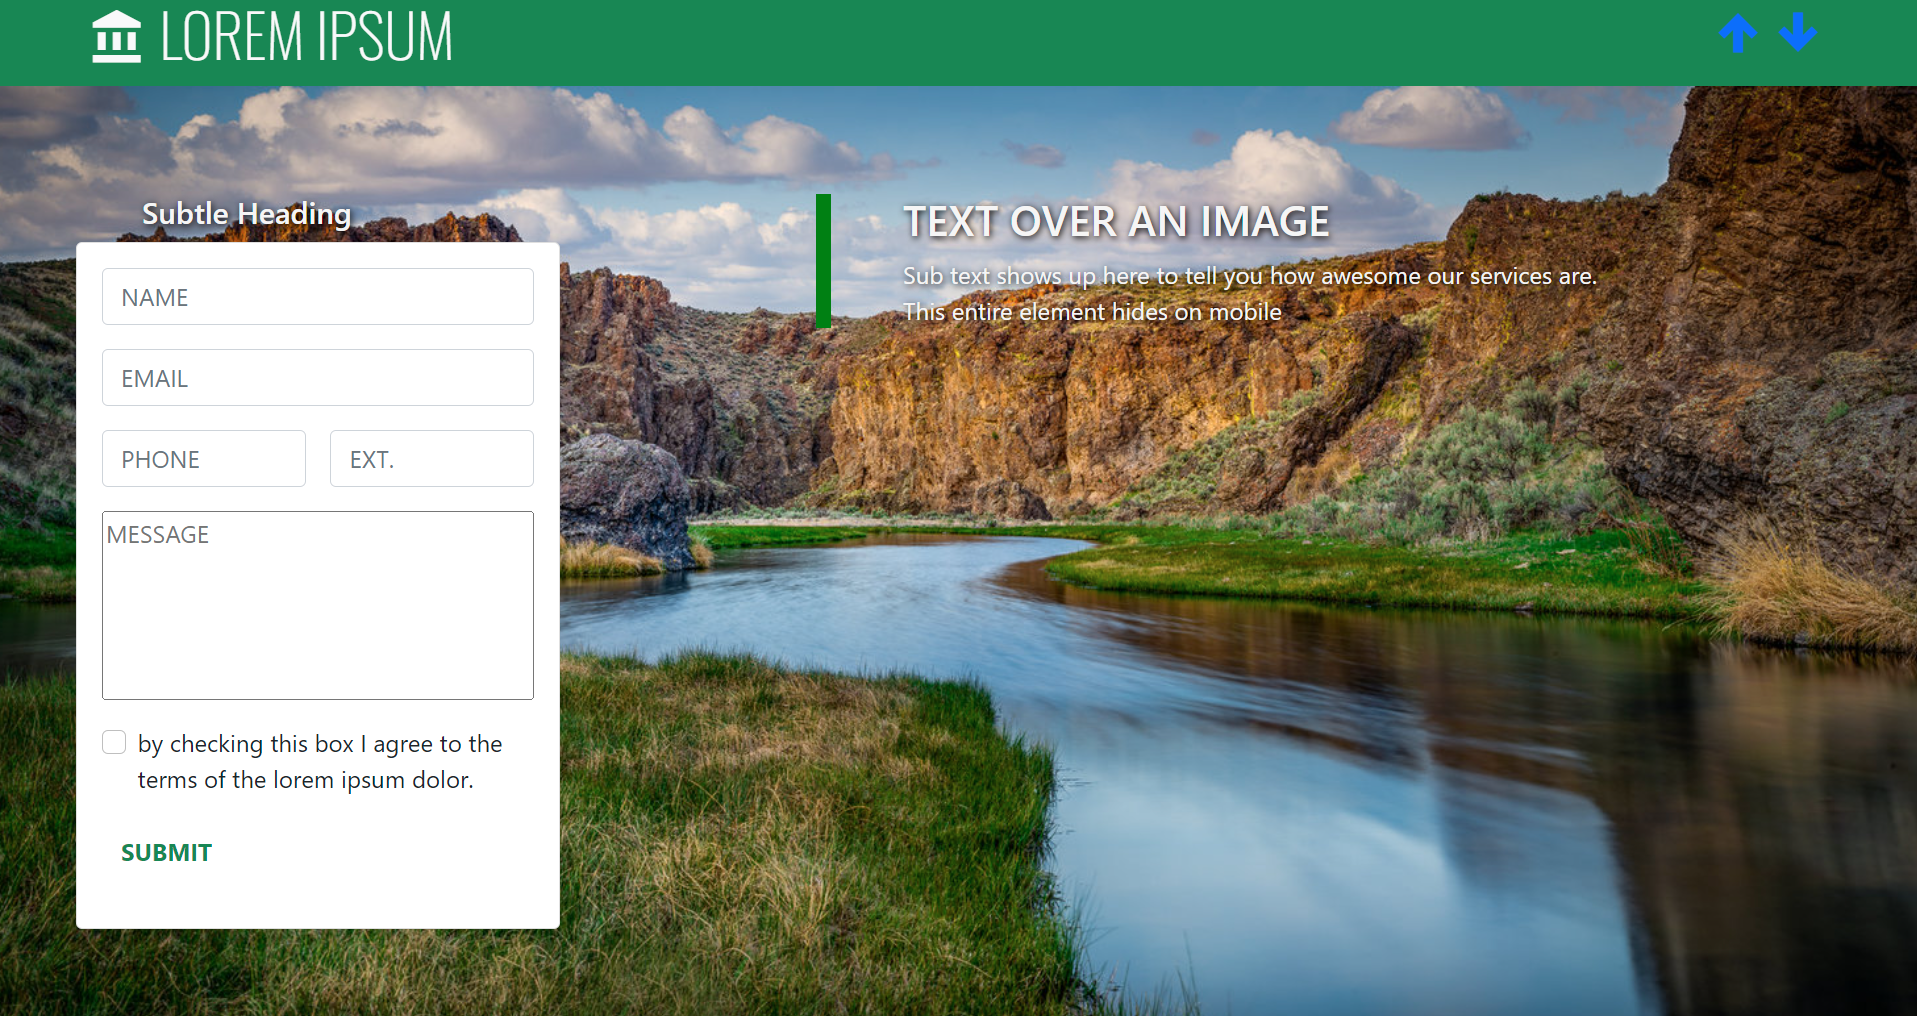 LOREM IPSUM
Subtle Heading
NAME
EMAIL
PHONE EXT.
MESSAGE
by checking this box I agree to the
terms of the lorem ipsum dolor.
SUBMIT
TEXT OVER AN IMAGE
Sub text shows up here to tell you how awesome our services are.
This entire element hides on mobile